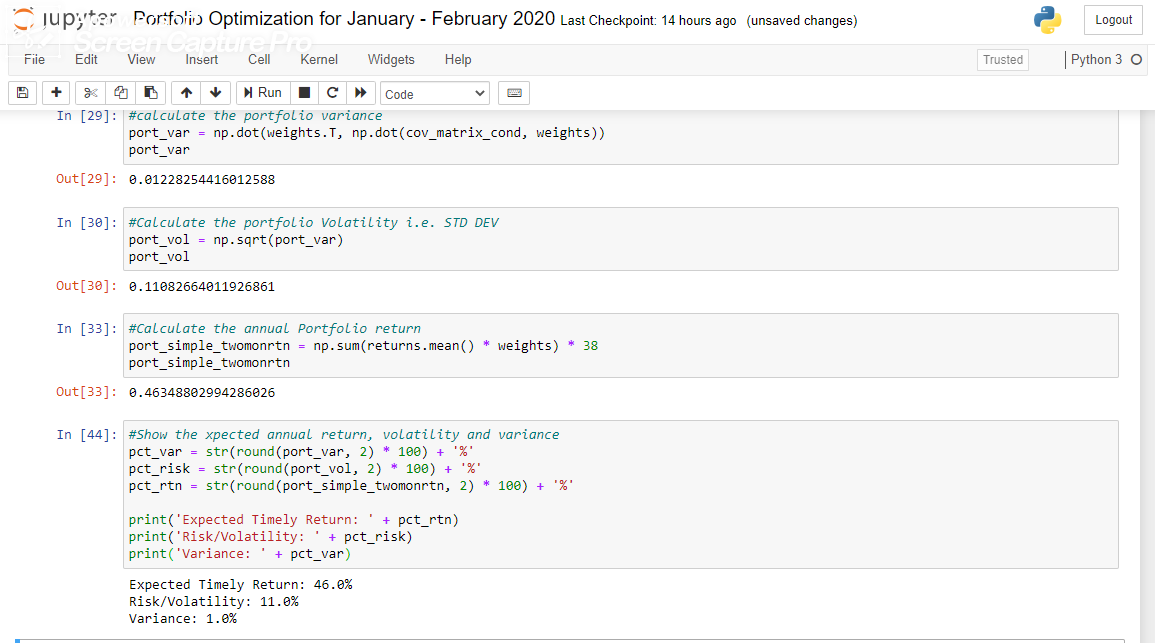 jupyter Portfolio Optimization for January - February 2020 Last Checkpoint: 14 hours ago (unsaved changes) Logout
Screen Capture Pro
File Edit View Insert Cell Kernel Widgets Help Trusted Python 3
Run Code
In [29]: #calculate the portfolio variance
port_var = np.dot(weights.T, np.dot(cov_matrix_cond, weights))
port_var
Out[29]: 0.01228254416012588
In [30]: #Calculate the portfolio Volatility i.e. STD DEV
port_vol = np.sqrt(port_var)
port_vol
Out[30]: 0.11082664011926861
In [33]: #Calculate the annual Portfolio return
port_simple_twomonrtn = np.sum(returns.mean() * weights) * 38
port_simple_twomonrtn
Out[33]: 0.46348802994286026
In [44]: #Show the xpected annual return, volatility and variance
pct_var = str(round(port_var, 2) * 100) + '%'
pct_risk = str(round(port_vol, 2) * 100) + '%'
pct_rtn = str(round(port_simple_twomonrtn, 2) * 100) + '%'
print('Expected Timely Return: ' + pct_rtn)
print('Risk/Volatility: ' + pct_risk)
print('Variance: ' + pct_var)
Expected Timely Return: 46.0%
Risk/Volatility: 11.0%
Variance: 1.0%